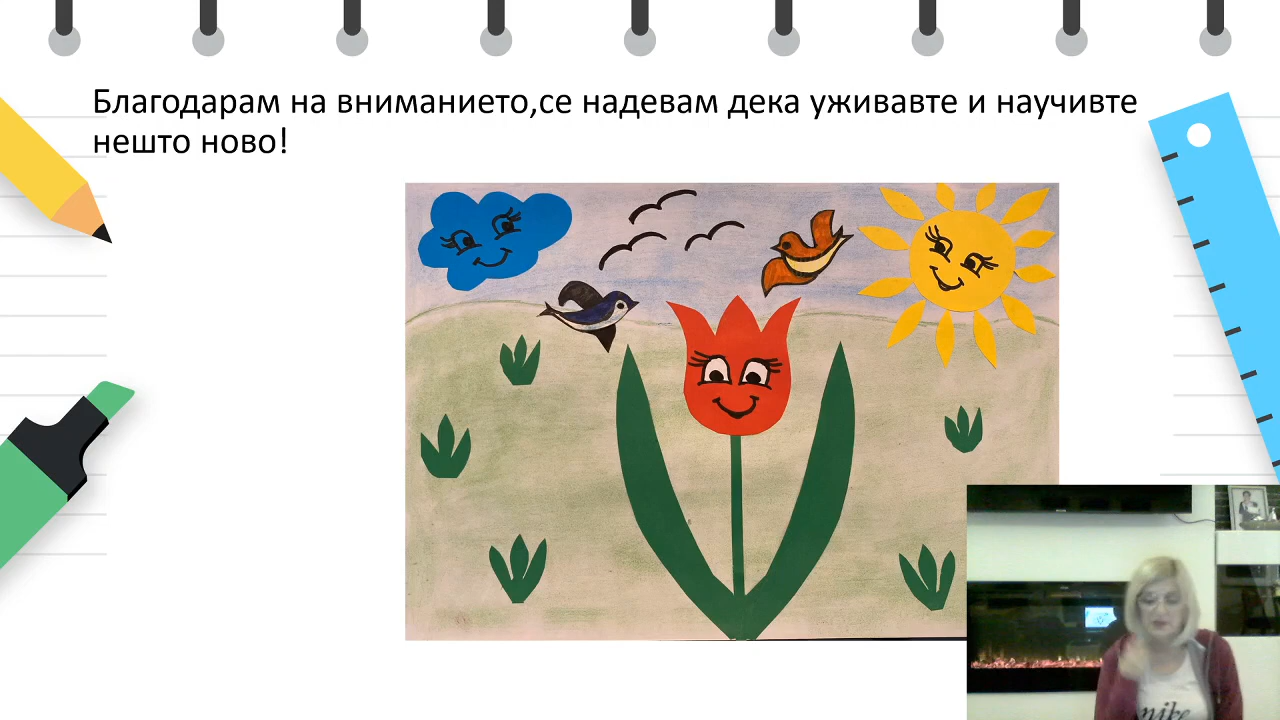 Благодарам на вниманието,се надевам дека уживавте и научивте
нешто ново!